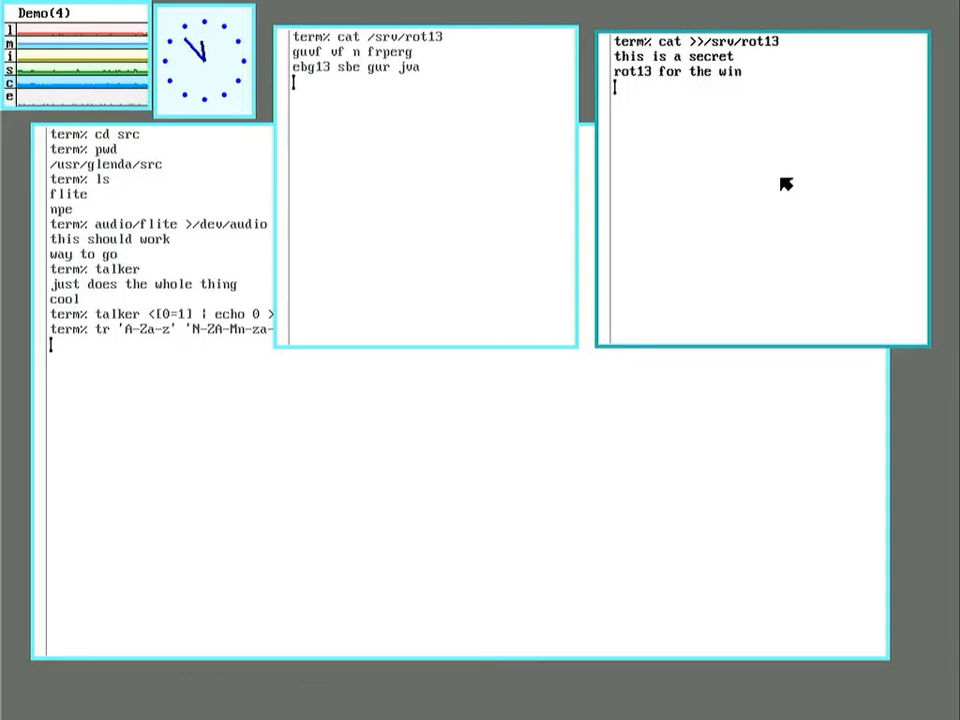 Demo(4)
l
m
i
s
c
e
term% cat /srv/rot13
guvf vf n frperg
ebg13 sbe gur jva
term% cat >>/srv/rot13
this is a secret
rot13 for the win
term% cd src
term% pwd
/usr/glenda/src
term% ls
flite
npe
term% audio/flite >/dev/audio
this should work
way to go
term% talker
just does the whole thing
cool
term% talker <[0=1] | echo 0 >
term% tr 'A-Za-z' 'N-ZA-Mn-za-